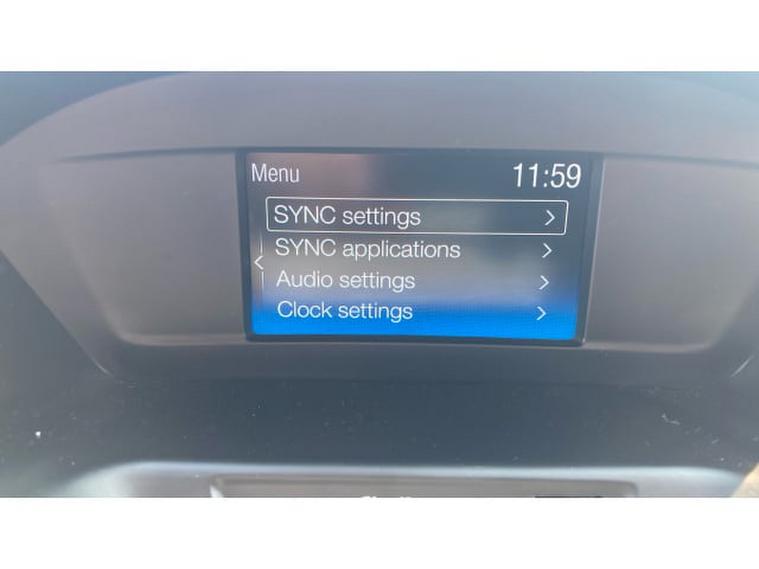 Menu 11:59
SYNC settings >
SYNC applications >
<
Audio settings >
Clock settings >